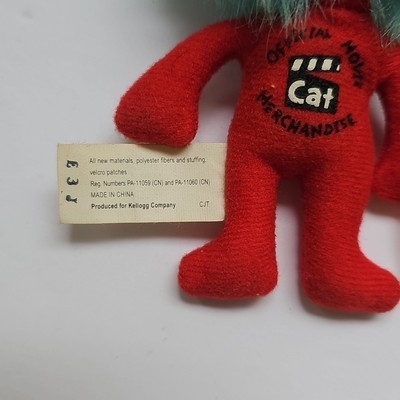 OFFICIAL MOVIE
Cat
MERCHANDISE
All new materials: polyester fibers and stuffing,
velcro patches
Reg. Numbers PA-11059 (CN) and PA-11060 (CN)
MADE IN CHINA
Produced for Kellogg Company CJT